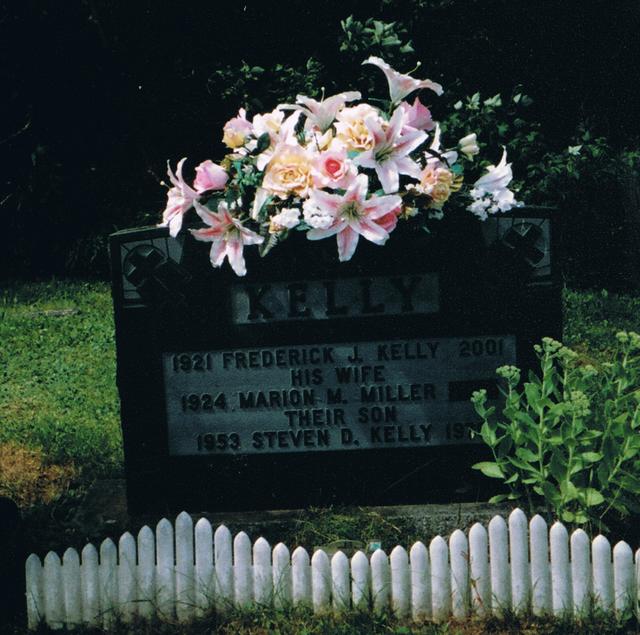 KELLY
1921 FREDERICK J. KELLY 2001
HIS WIFE
1924 MARION M. MILLER
THEIR SON
1953 STEVEN D. KELLY